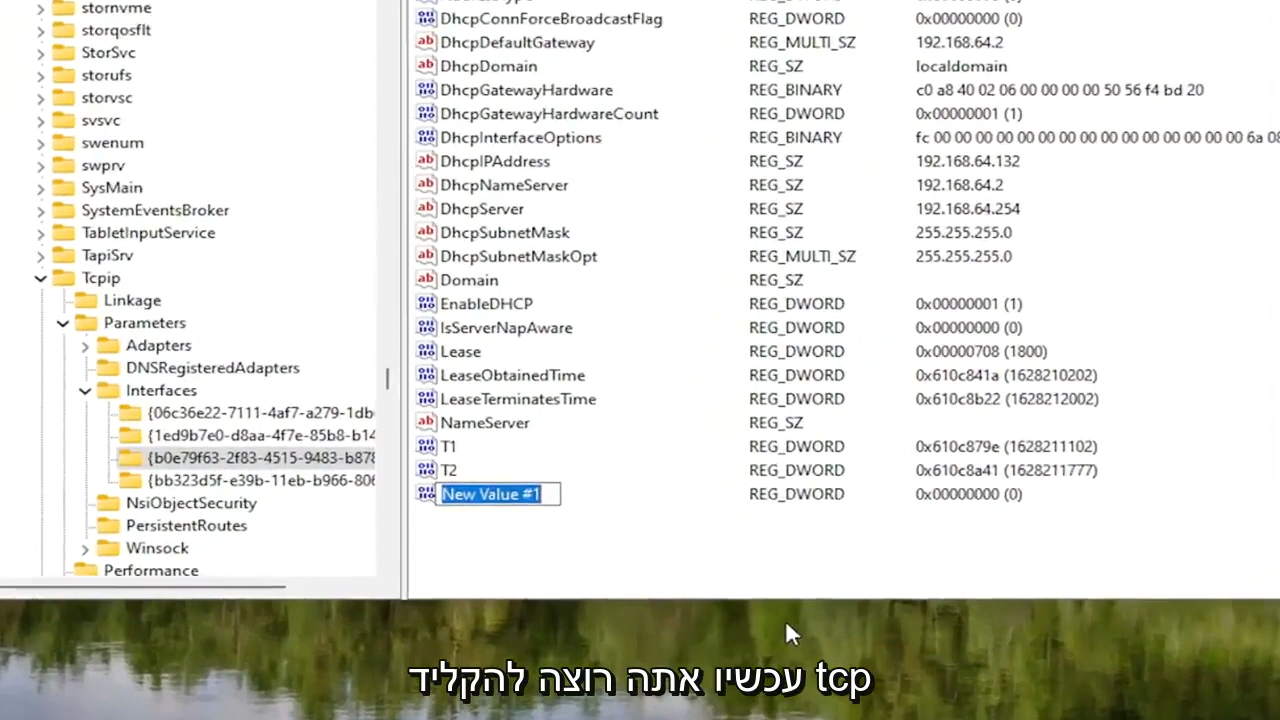 stornvme
storqosflt
StorSvc
storufs
storvsc
svsvc
swenum
swprv
SysMain
SystemEventsBroker
TabletInputService
TapiSrv
Tcpip
Linkage
Parameters
Adapters
DNSRegisteredAdapters
Interfaces
{06c36e22-7111-4af7-a279-1db
{1ed9b7e0-d8aa-4f7e-85b8-b14
{b0e79f63-2f83-4515-9483-b878
{bb323d5f-e39b-11eb-b966-806
NsiObjectSecurity
PersistentRoutes
Winsock
Performance
DhcpConnForceBroadcastFlag REG_DWORD 0x00000000 (0)
DhcpDefaultGateway REG_MULTI_SZ 192.168.64.2
DhcpDomain REG_SZ localdomain
DhcpGatewayHardware REG_BINARY c0 a8 40 02 06 00 00 00 00 50 56 f4 bd 20
DhcpGatewayHardwareCount REG_DWORD 0x00000001 (1)
DhcpInterfaceOptions REG_BINARY fc 00 00 00 00 00 00 00 00 00 00 00 00 00 00 00 6a 08
DhcpIPAddress REG_SZ 192.168.64.132
DhcpNameServer REG_SZ 192.168.64.2
DhcpServer REG_SZ 192.168.64.254
DhcpSubnetMask REG_SZ 255.255.255.0
DhcpSubnetMaskOpt REG_MULTI_SZ 255.255.255.0
Domain REG_SZ
EnableDHCP REG_DWORD 0x00000001 (1)
IsServerNapAware REG_DWORD 0x00000000 (0)
Lease REG_DWORD 0x00000708 (1800)
LeaseObtainedTime REG_DWORD 0x610c841a (1628210202)
LeaseTerminatesTime REG_DWORD 0x610c8b22 (1628212002)
NameServer REG_SZ
T1 REG_DWORD 0x610c879e (1628211102)
T2 REG_DWORD 0x610c8a41 (1628211777)
New Value #1 REG_DWORD 0x00000000 (0)
עכשיו אתה רוצה להקליד tcp